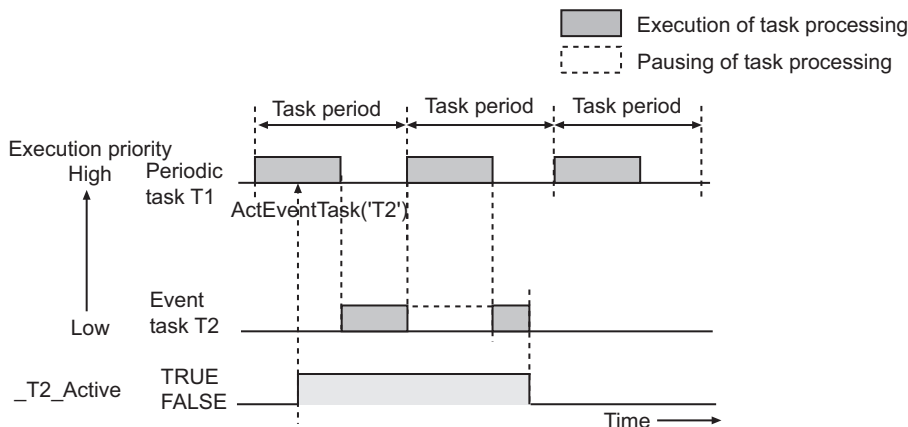 Execution of task processing
Pausing of task processing
Task period
Task period
Task period
Execution priority
High
Periodic
task T1
ActEventTask('T2')
Event
task T2
Low
_T2_Active
TRUE
FALSE
Time